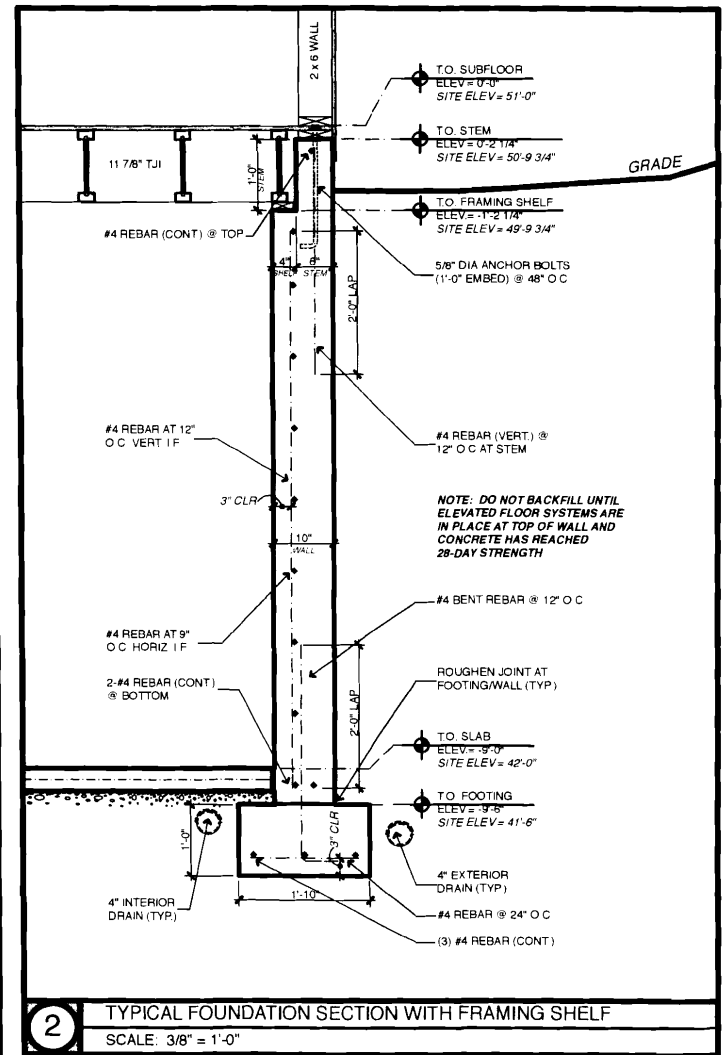 2 x 6 WALL
T.O. SUBFLOOR
ELEV = 0'-0"
SITE ELEV = 51'-0"
T.O. STEM
ELEV = 0'-2 1/4"
SITE ELEV = 50'-9 3/4"
GRADE
11 7/8" TJI
1'-0"
STEM
T.O. FRAMING SHELF
ELEV = -1'-2 1/4"
SITE ELEV = 49'-9 3/4"
#4 REBAR (CONT) @ TOP
4"
SHELF
STEM
5/8" DIA ANCHOR BOLTS
(1'-0" EMBED) @ 48" O C
2'-0" LAP
#4 REBAR AT 12"
O C VERT I F
#4 REBAR (VERT.) @
12" O C AT STEM
3" CLR
NOTE: DO NOT BACKFILL UNTIL
ELEVATED FLOOR SYSTEMS ARE
IN PLACE AT TOP OF WALL AND
CONCRETE HAS REACHED
28-DAY STRENGTH
10"
WALL
#4 BENT REBAR @ 12" O C
#4 REBAR AT 9"
O C HORIZ I F
2-#4 REBAR (CONT)
@ BOTTOM
ROUGHEN JOINT AT
FOOTING/WALL (TYP)
2'-0" LAP
T.O. SLAB
ELEV = -9'-0"
SITE ELEV = 42'-0"
T.O. FOOTING
ELEV = -9'-6"
SITE ELEV = 41'-6"
1'-0"
3" CLR
4" INTERIOR
DRAIN (TYP.)
1'-10"
4" EXTERIOR
DRAIN (TYP)
#4 REBAR @ 24" O C
(3) #4 REBAR (CONT)
2
TYPICAL FOUNDATION SECTION WITH FRAMING SHELF
SCALE: 3/8" = 1'-0"